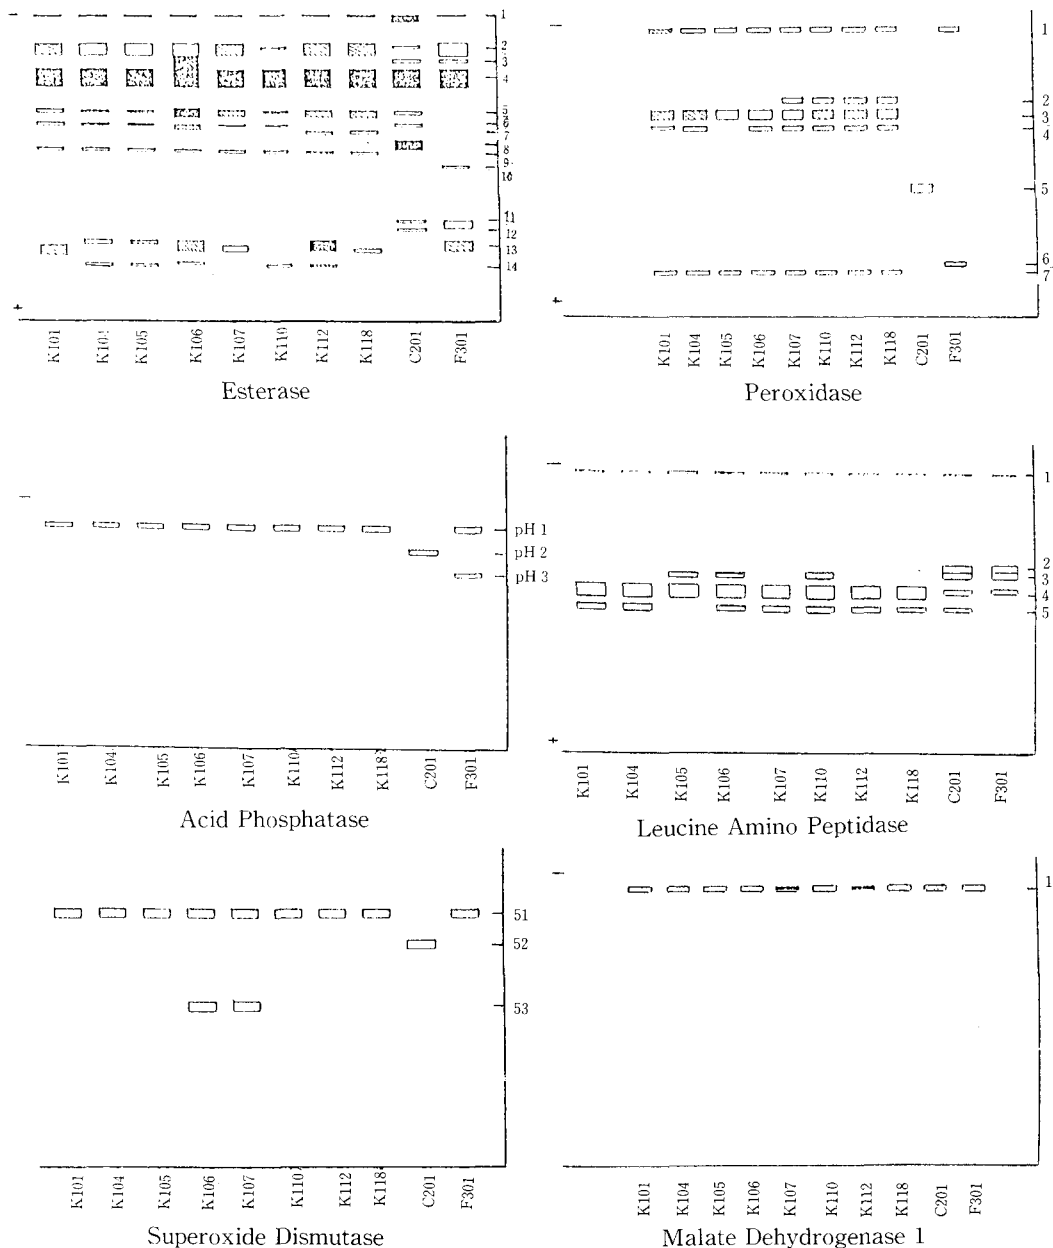 −
1
2
3
4
5
6
7
8
9
10
11
12
13
14
+
K101
K104
K105
K106
K107
K110
K112
K118
C201
F301
Esterase
−
1
2
3
4
5
6
7
+
K101
K104
K105
K106
K107
K110
K112
K118
C201
F301
Peroxidase
−
pH 1
pH 2
pH 3
K101
K104
K105
K106
K107
K110
K112
K118
C201
F301
Acid Phosphatase
−
1
2
3
4
5
+
K101
K104
K105
K106
K107
K110
K112
K118
C201
F301
Leucine Amino Peptidase
51
52
53
K101
K104
K105
K106
K107
K110
K112
K118
C201
F301
Superoxide Dismutase
−
1
K101
K104
K105
K106
K107
K110
K112
K118
C201
F301
Malate Dehydrogenase 1